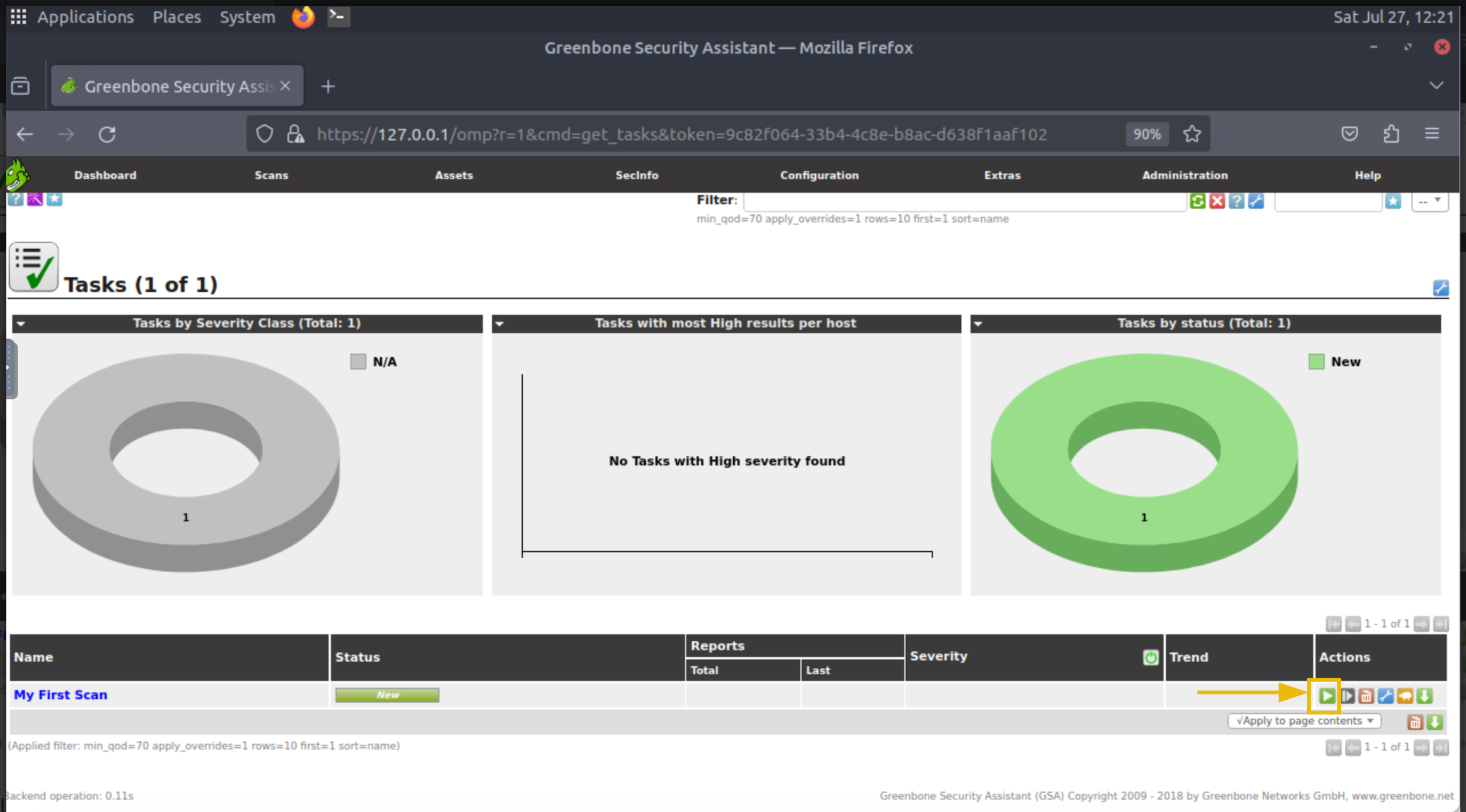 Applications Places System Sat Jul 27, 12:21
Greenbone Security Assistant — Mozilla Firefox
Greenbone Security Assis
https://127.0.0.1/omp?r=1&cmd=get_tasks&token=9c82f064-33b4-4c8e-b8ac-d638f1aaf102 90%
Dashboard Scans Assets SecInfo Configuration Extras Administration Help
Filter: --
min_qod=70 apply_overrides=1 rows=10 first=1 sort=name
Tasks (1 of 1)
Tasks by Severity Class (Total: 1) Tasks with most High results per host Tasks by status (Total: 1)
N/A New
No Tasks with High severity found
1 1
1 - 1 of 1
Name Status Reports Severity Trend Actions
Total Last
My First Scan New
√Apply to page contents
(Applied filter: min_qod=70 apply_overrides=1 rows=10 first=1 sort=name) 1 - 1 of 1
Backend operation: 0.11s Greenbone Security Assistant (GSA) Copyright 2009 - 2018 by Greenbone Networks GmbH, www.greenbone.net